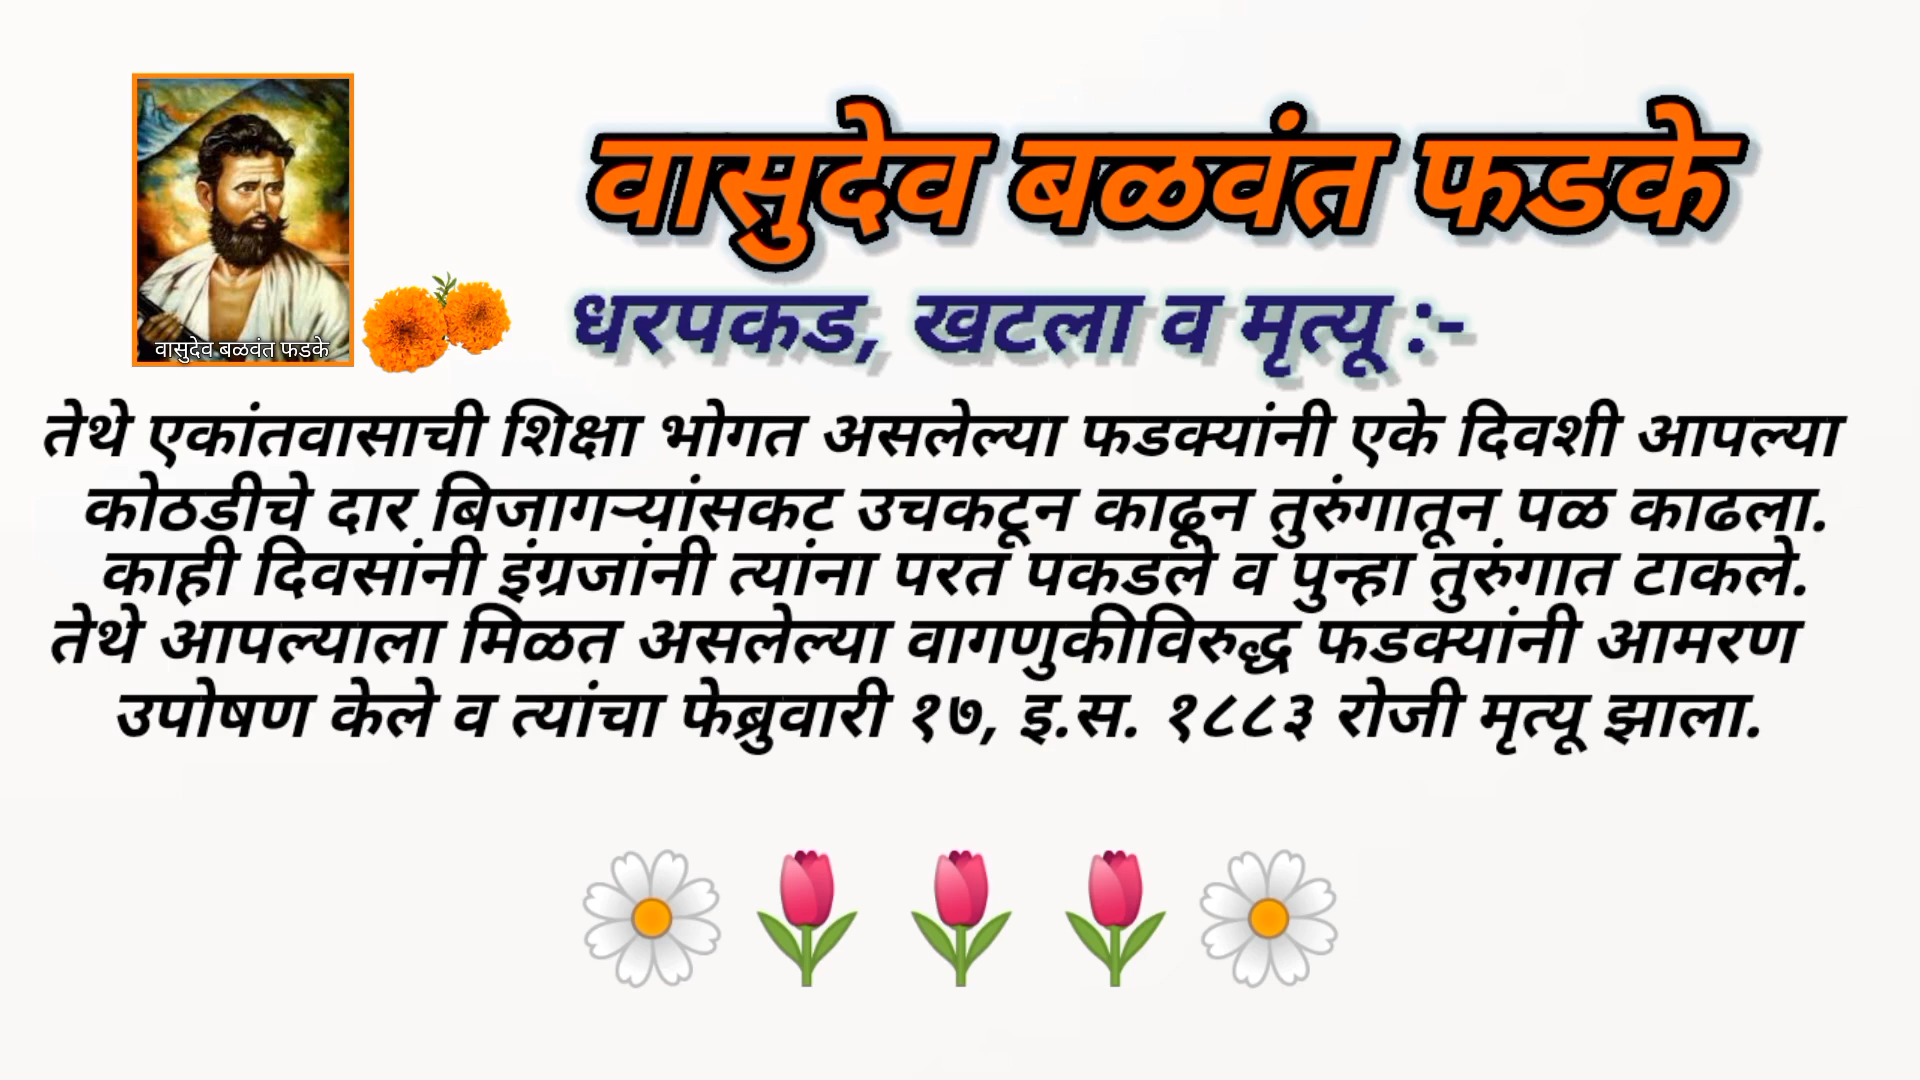 वासुदेव बळवंत फडके
वासुदेव बळवंत फडके
धरपकड, खटला व मृत्यू :-
तेथे एकांतवासाची शिक्षा भोगत असलेल्या फडक्यांनी एके दिवशी आपल्या
कोठडीचे दार बिजागऱ्यांसकट उचकटून काढून तुरुंगातून पळ काढला.
काही दिवसांनी इंग्रजांनी त्यांना परत पकडले व पुन्हा तुरुंगात टाकले.
तेथे आपल्याला मिळत असलेल्या वागणुकीविरुद्ध फडक्यांनी आमरण
उपोषण केले व त्यांचा फेब्रुवारी १७, इ.स. १८८३ रोजी मृत्यू झाला.